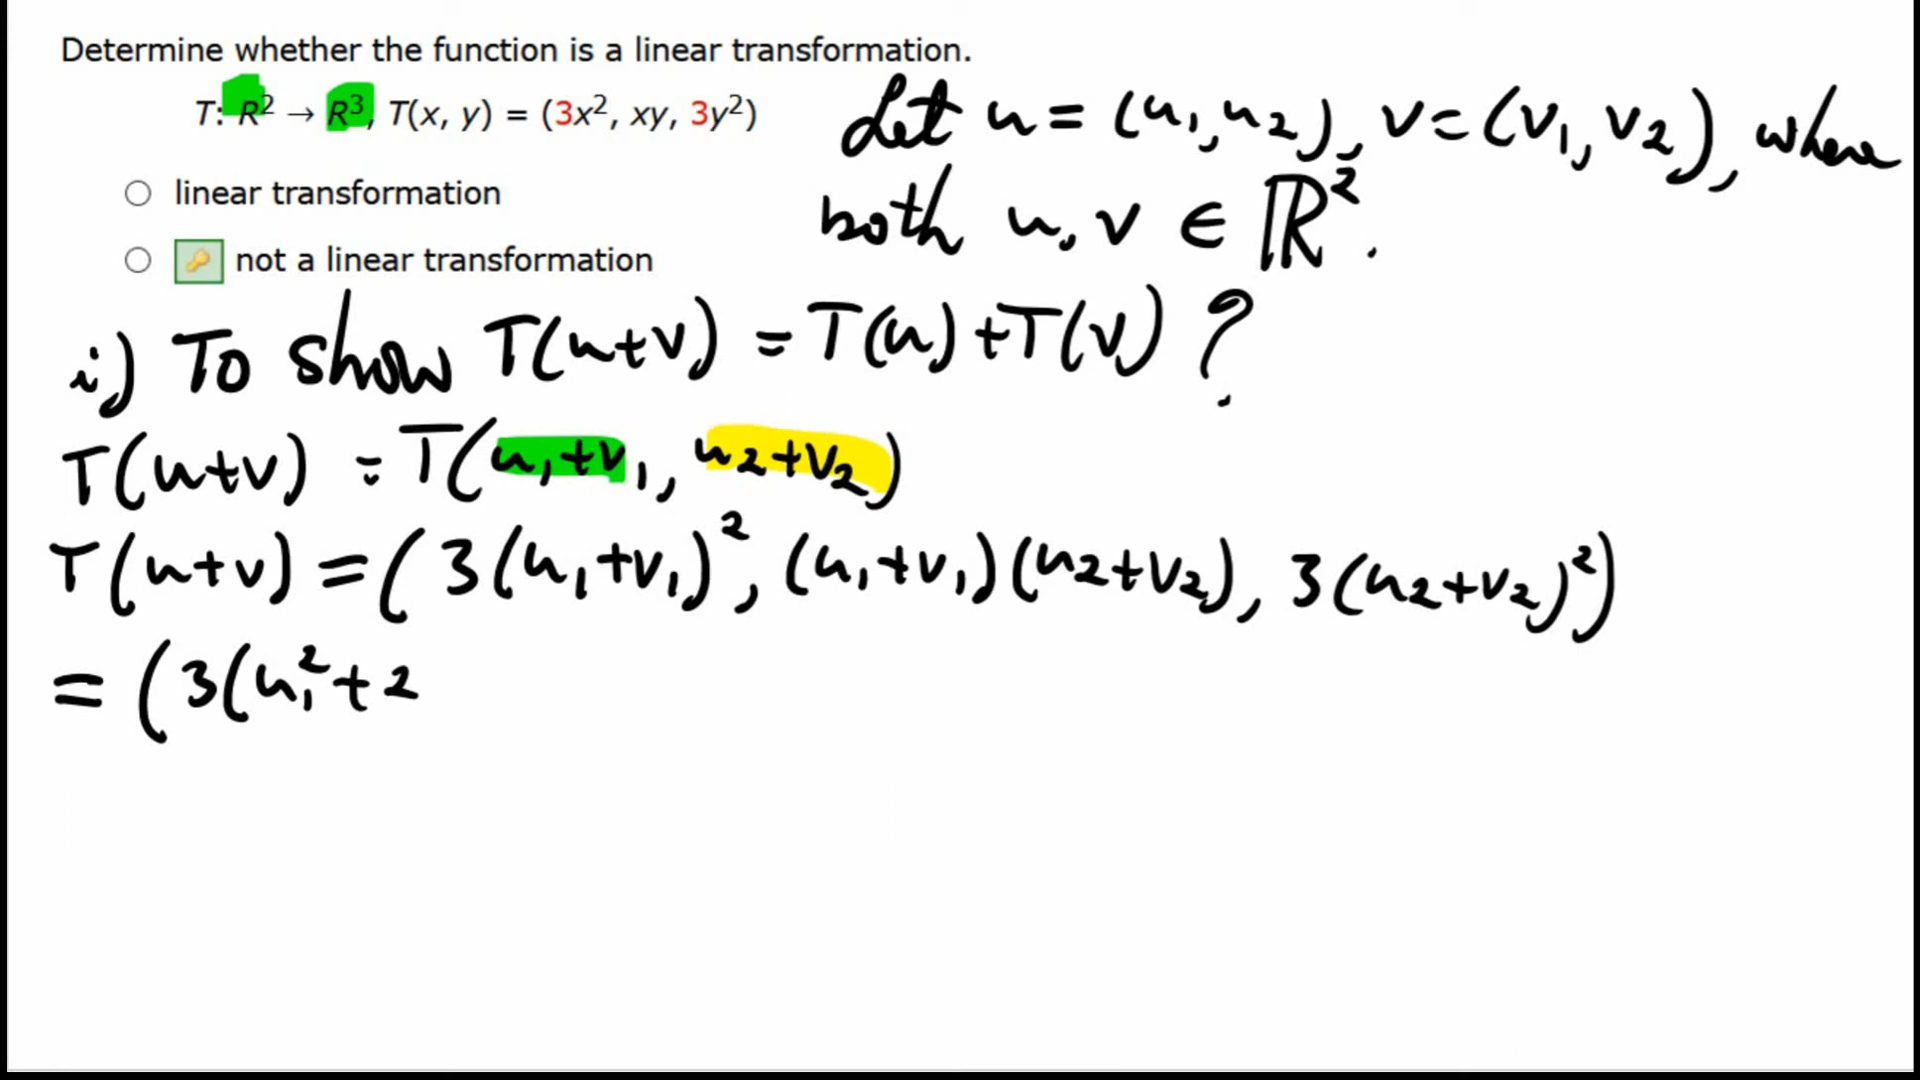 Determine whether the function is a linear transformation.
T: R² → R³, T(x, y) = (3x², xy, 3y²)
linear transformation
not a linear transformation
Let u = (u₁,u₂), v=(v₁,v₂), where
both u, v ∈ ℝ².
i) To show T(u+v) = T(u)+T(v) ?
T(u+v) = T(u₁+v₁, u₂+v₂)
T(u+v) = (3(u₁+v₁)², (u₁+v₁)(u₂+v₂), 3(u₂+v₂)²)
= (3(u₁²+2